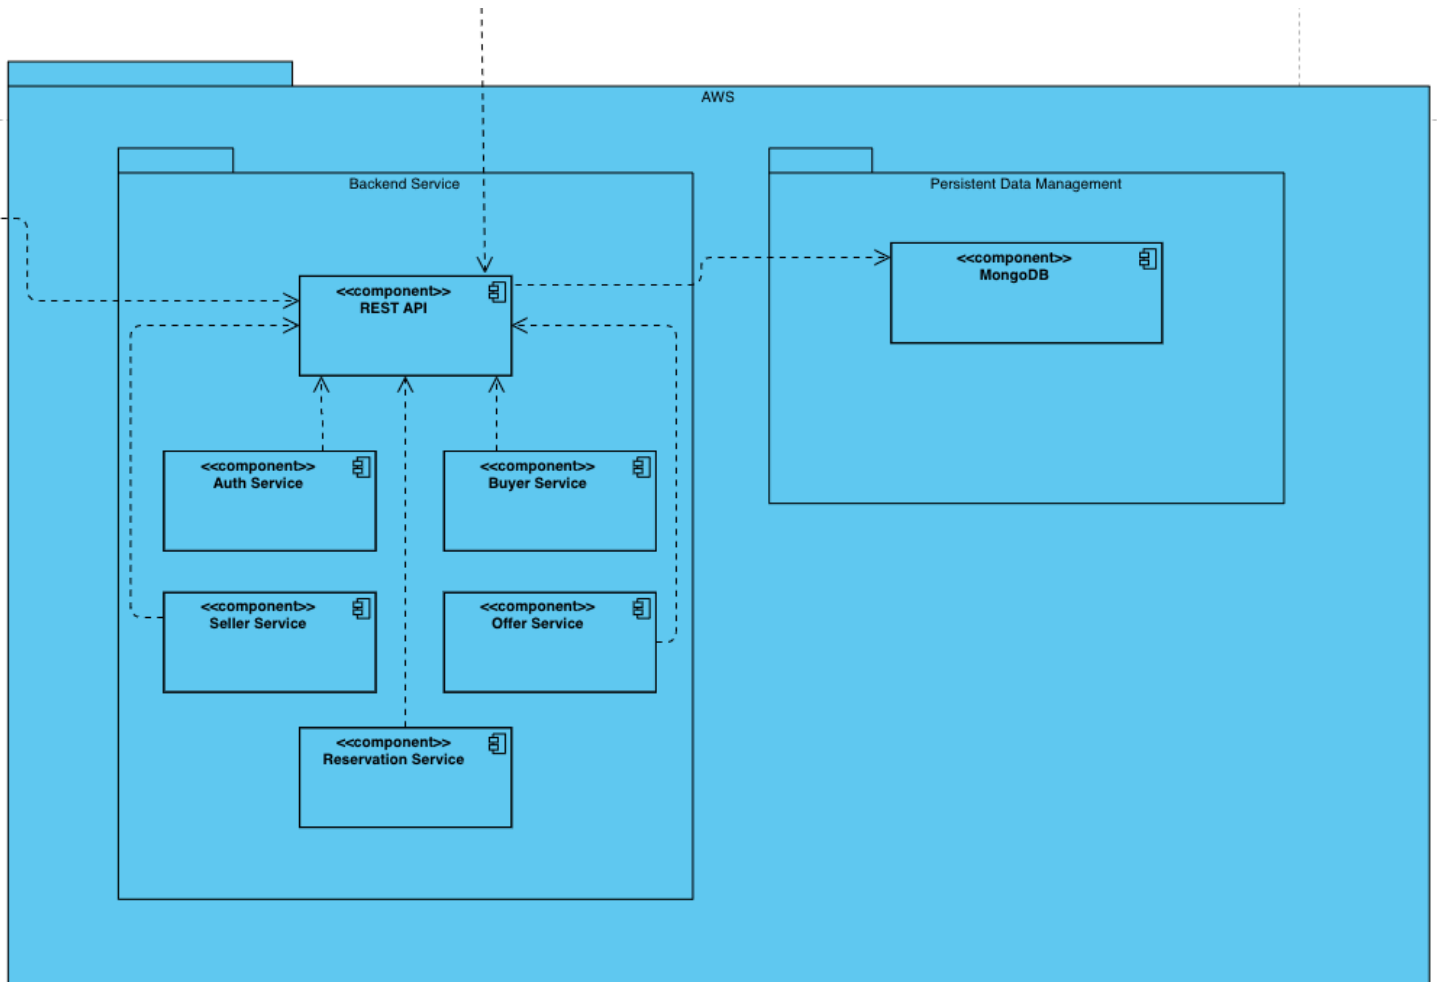 AWS
Backend Service
Persistent Data Management
<<component>>
REST API
<<component>>
MongoDB
<<component>>
Auth Service
<<component>>
Buyer Service
<<component>>
Seller Service
<<component>>
Offer Service
<<component>>
Reservation Service